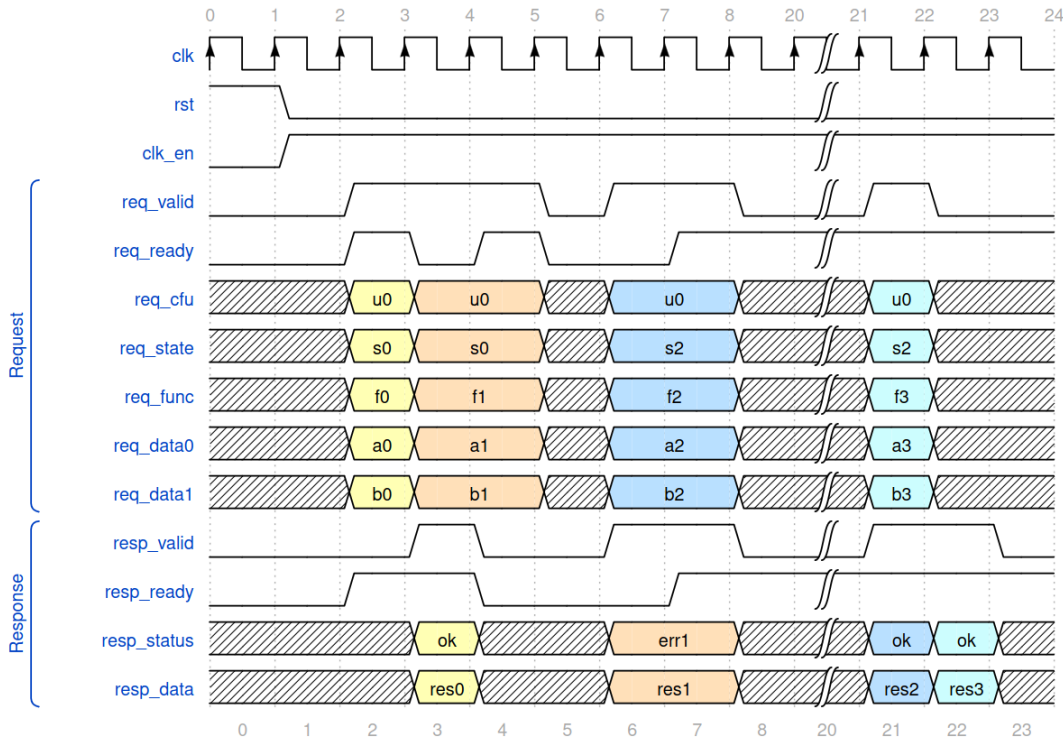 0 1 2 3 4 5 6 7 8 20 21 22 23 24
clk
rst
clk_en
req_valid
req_ready
req_cfu u0 u0 u0 u0
req_state s0 s0 s2 s2
req_func f0 f1 f2 f3
req_data0 a0 a1 a2 a3
req_data1 b0 b1 b2 b3
Request
resp_valid
resp_ready
resp_status ok err1 ok ok
resp_data res0 res1 res2 res3
Response
0 1 2 3 4 5 6 7 8 20 21 22 23